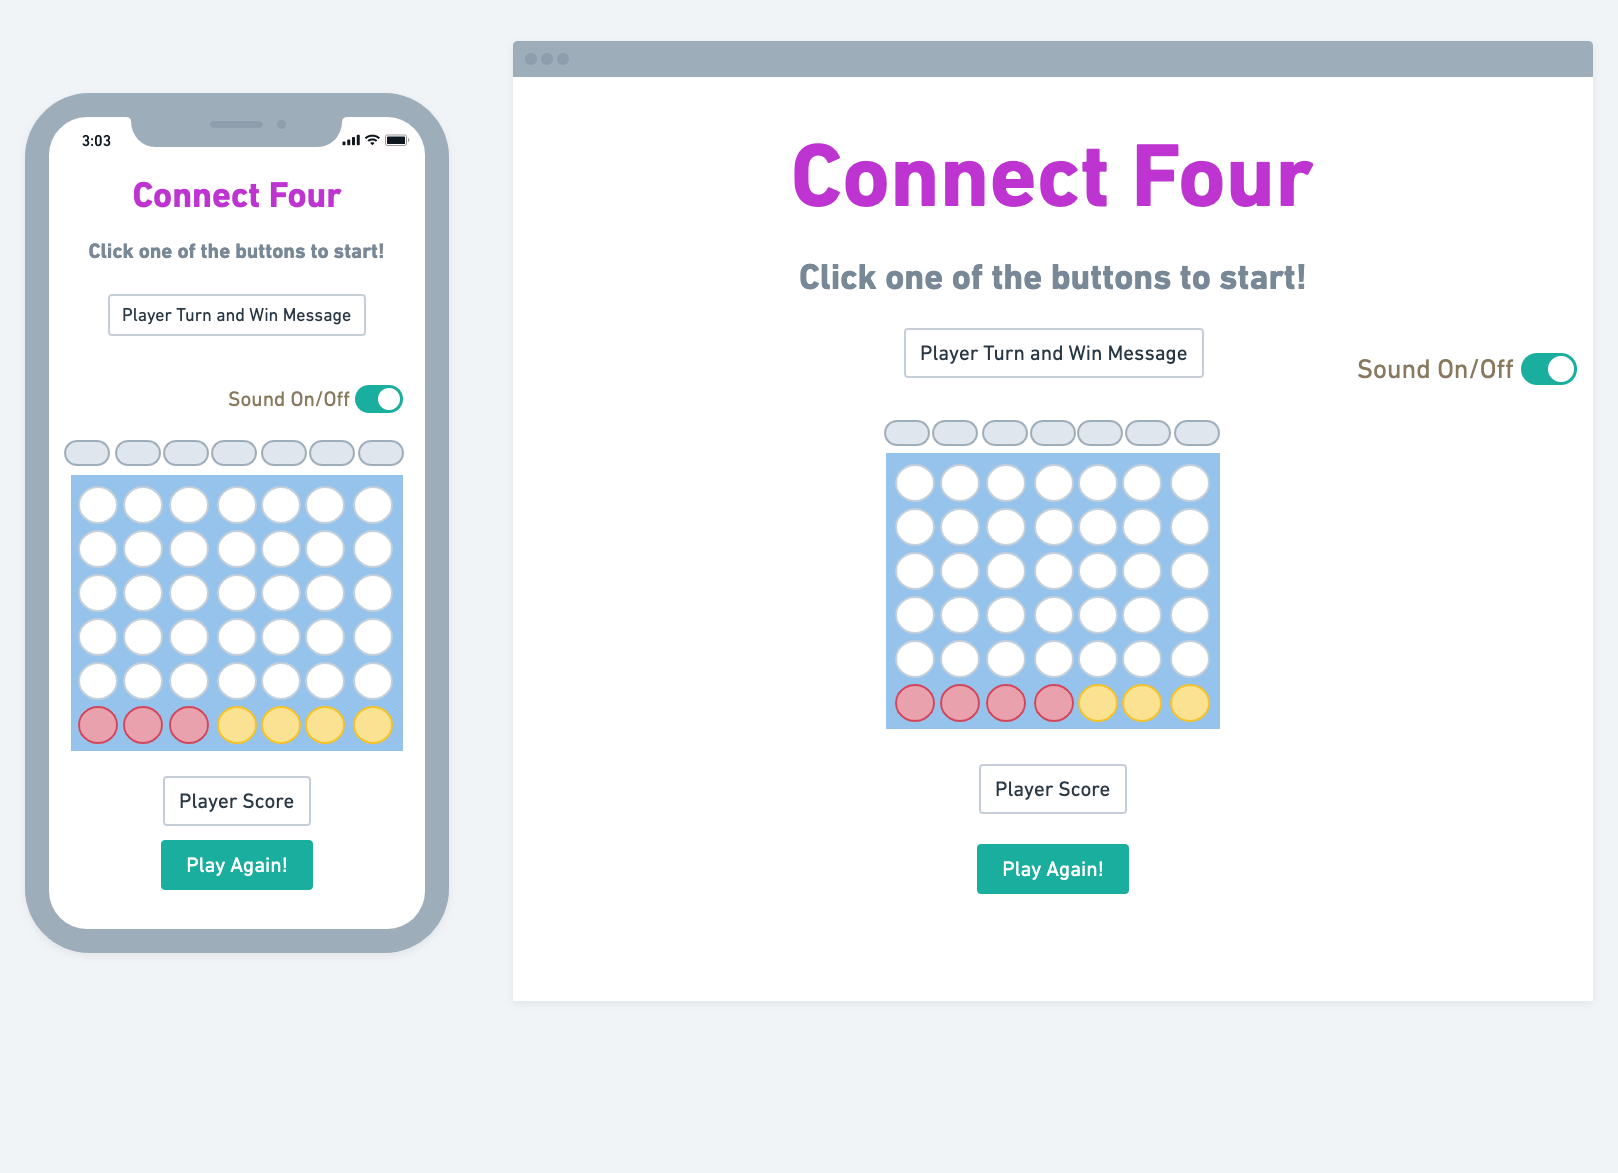 3:03
Connect Four
Click one of the buttons to start!
Player Turn and Win Message
Sound On/Off
Player Score
Play Again!
Connect Four
Click one of the buttons to start!
Player Turn and Win Message
Sound On/Off
Player Score
Play Again!